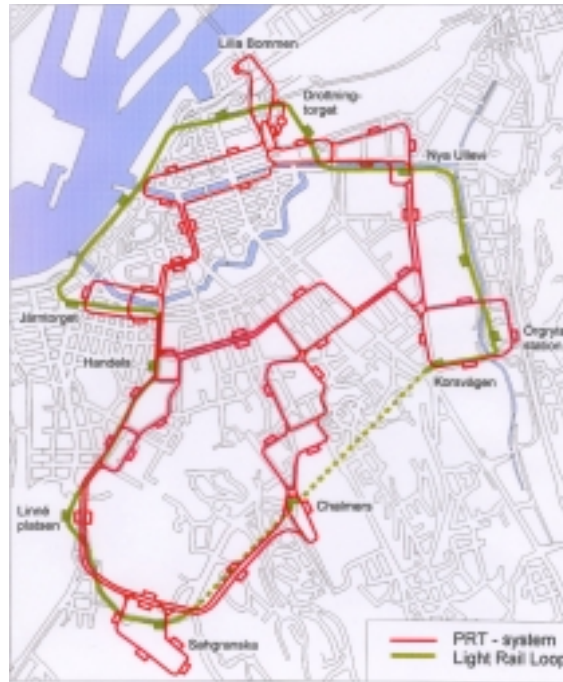 Lilla Bommen
Drottning-
torget
Nya Ullevi
Järntorget
Örgryte
station
Handels
Korsvägen
Linné
platsen
Chalmers
Sahgrenska
PRT - system
Light Rail Loop